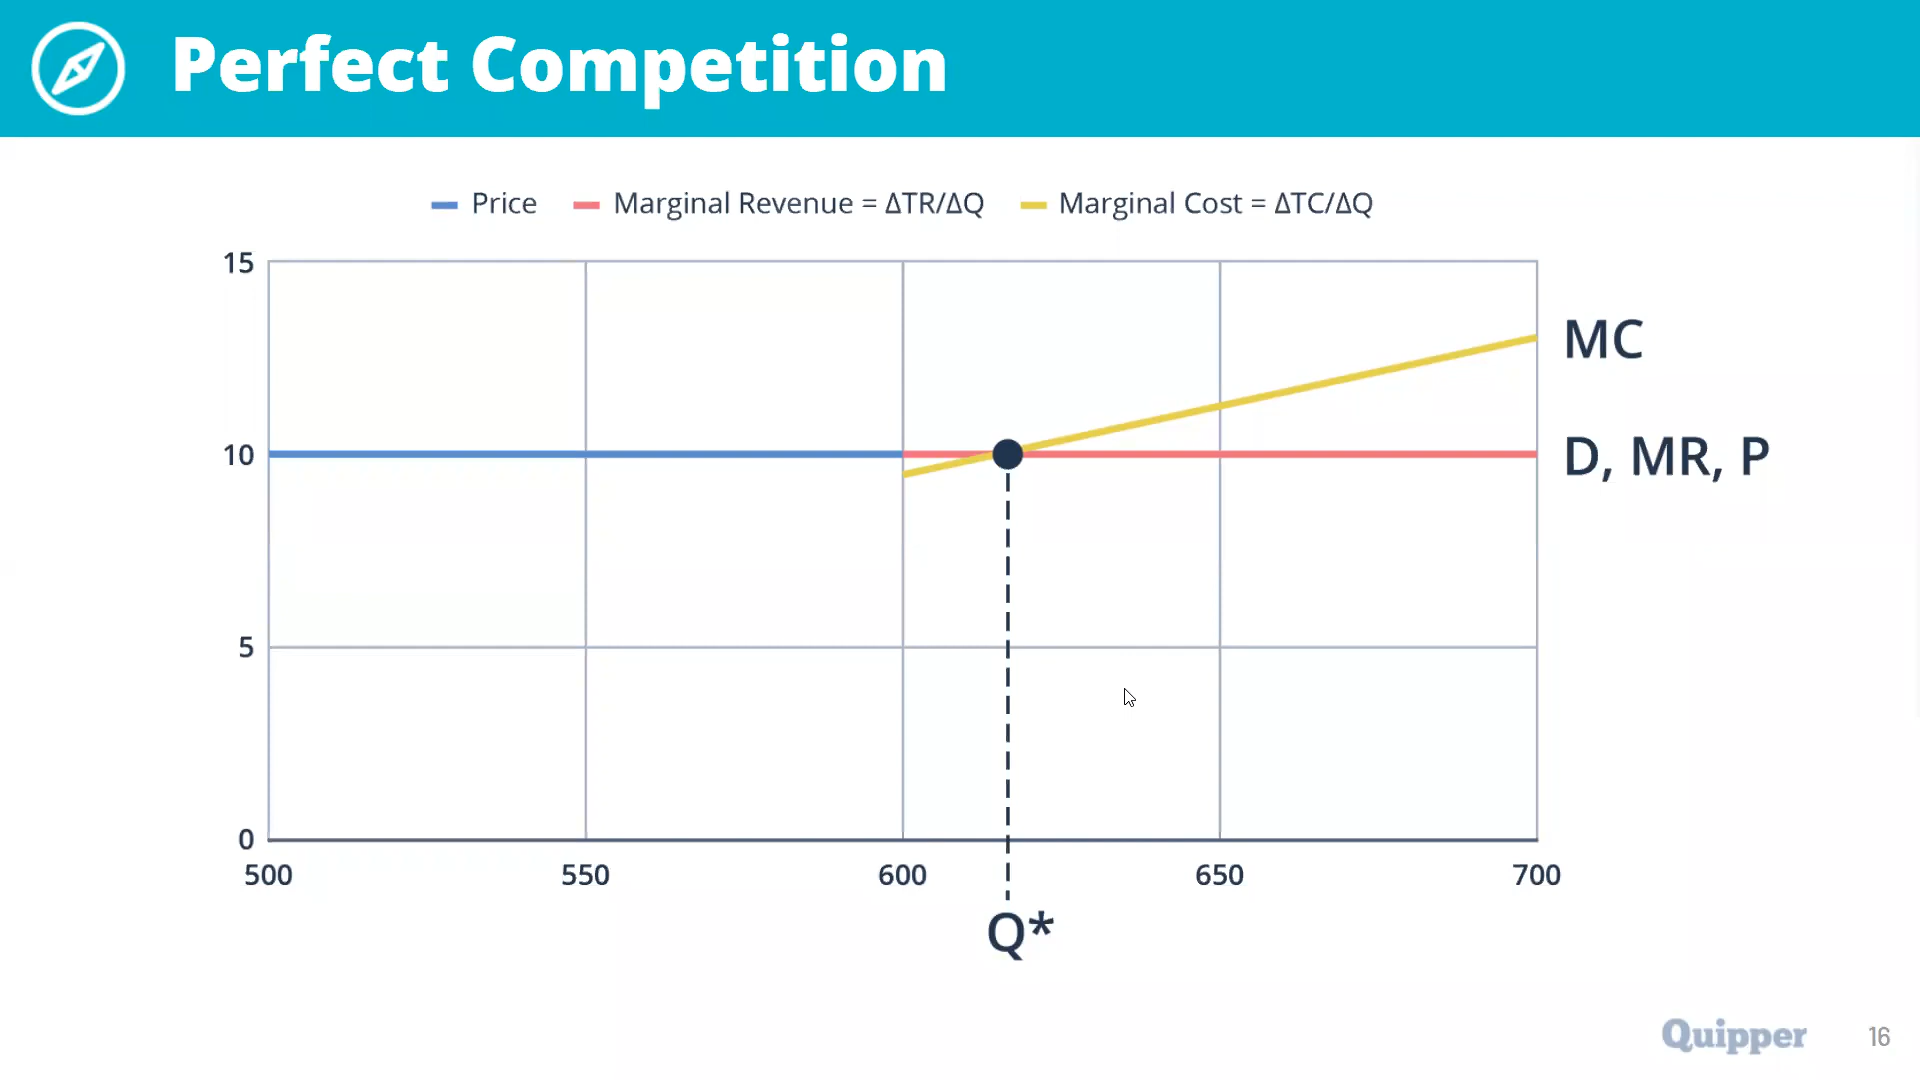 Perfect Competition
Price Marginal Revenue = ΔTR/ΔQ Marginal Cost = ΔTC/ΔQ
15
MC
10
D, MR, P
5
0
500 550 600 650 700
Q*
Quipper 16